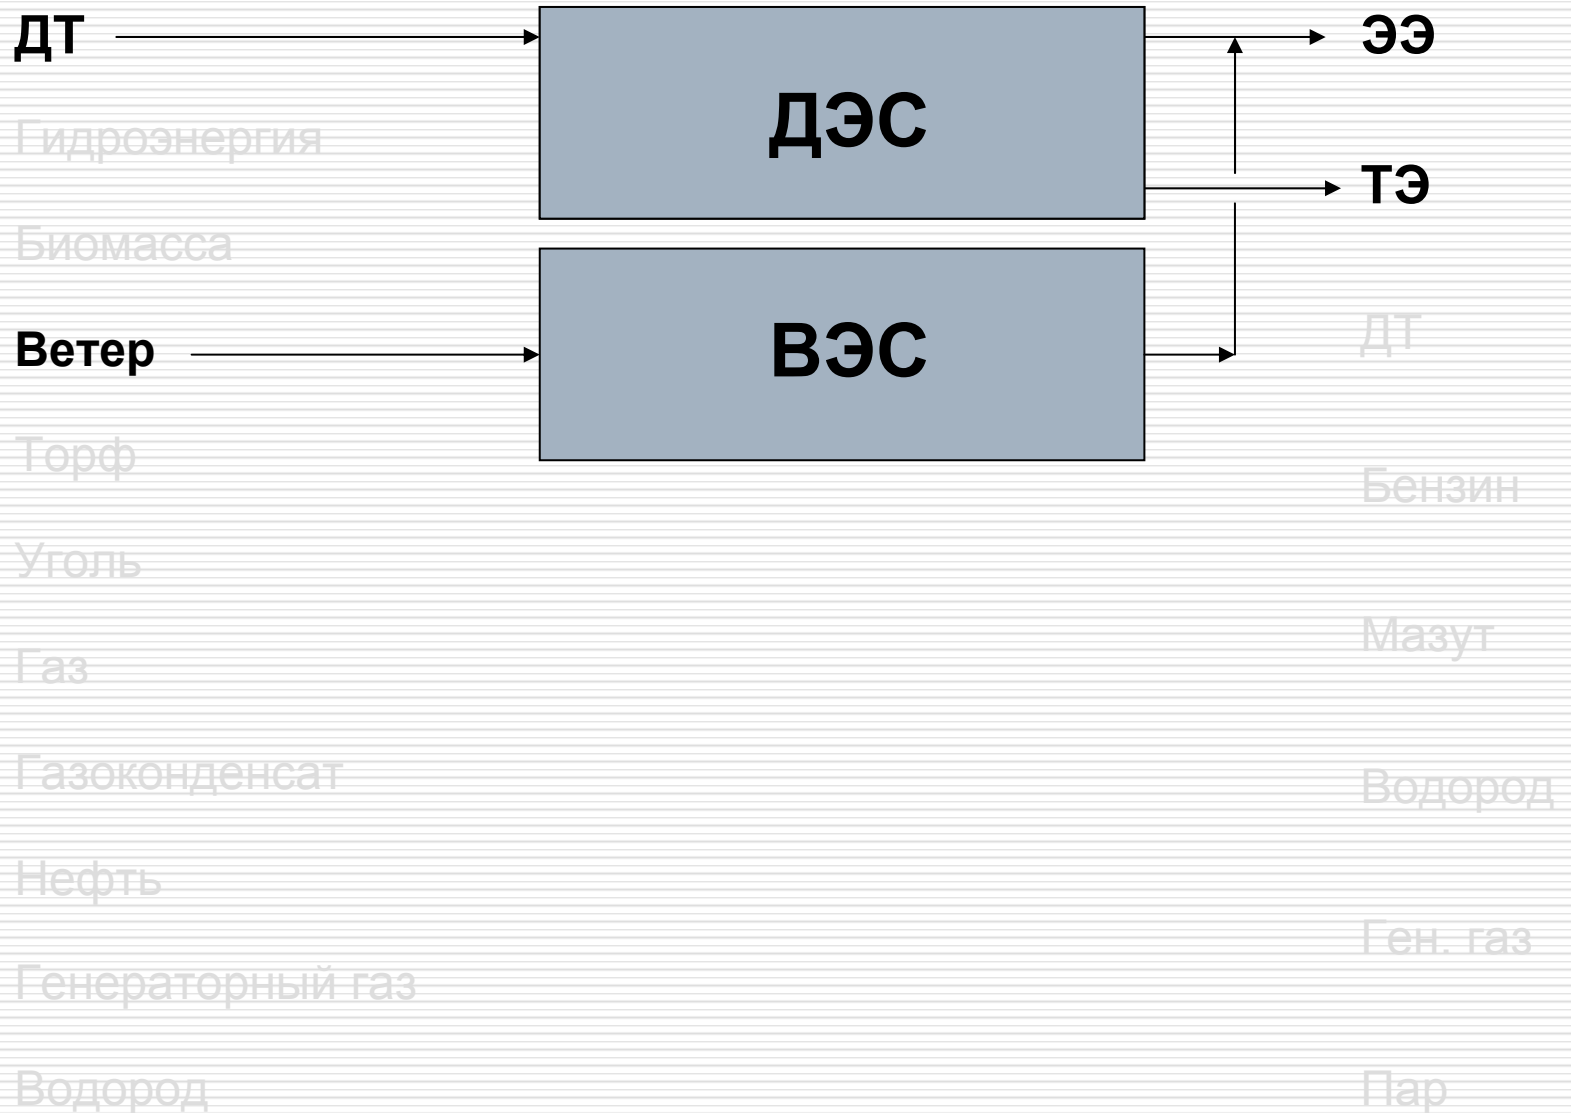 ДТ
ДЭС
ЭЭ
Гидроэнергия
ТЭ
Биомасса
Ветер
ВЭС
ДТ
Торф
Бензин
Уголь
Мазут
Газ
Газоконденсат
Водород
Нефть
Ген. газ
Генераторный газ
Водород
Пар